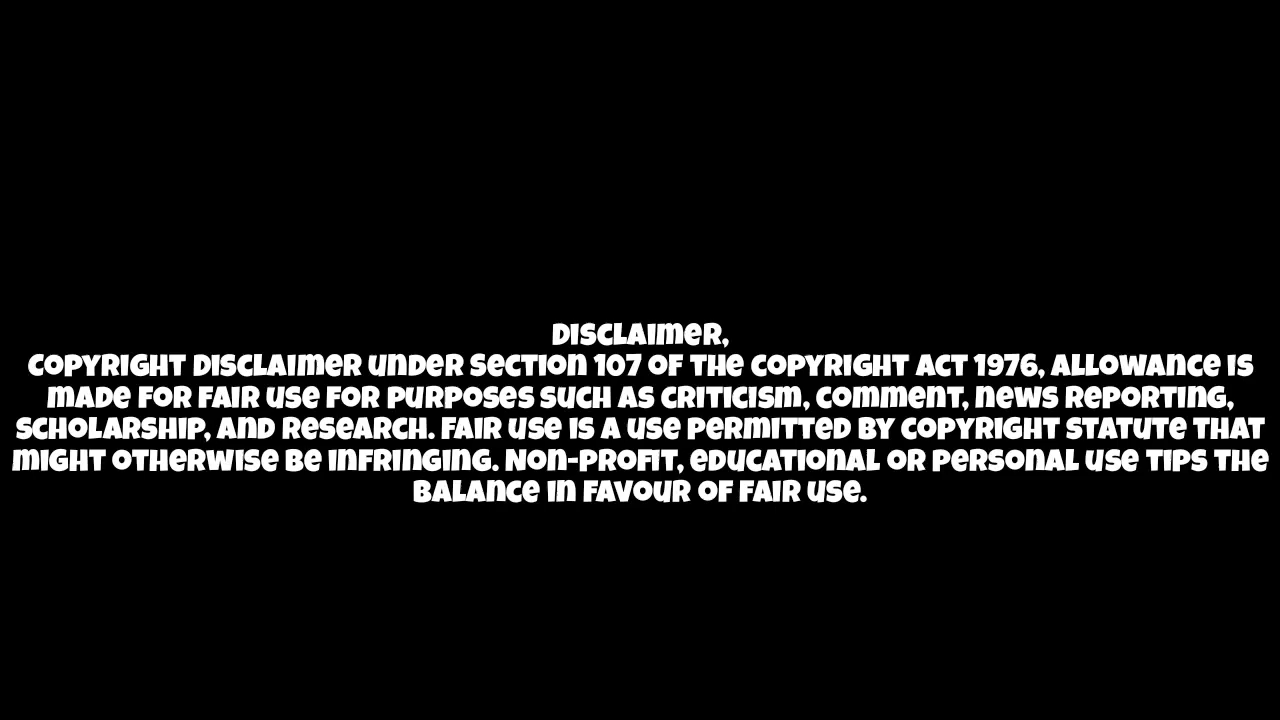 Disclaimer,
Copyright Disclaimer under section 107 of the Copyright Act 1976, allowance is
made for fair use for purposes such as criticism, comment, news reporting,
scholarship, and research. Fair use is a use permitted by copyright statute that
might otherwise be infringing. Non-profit, educational or personal use tips the
balance in favour of fair use.